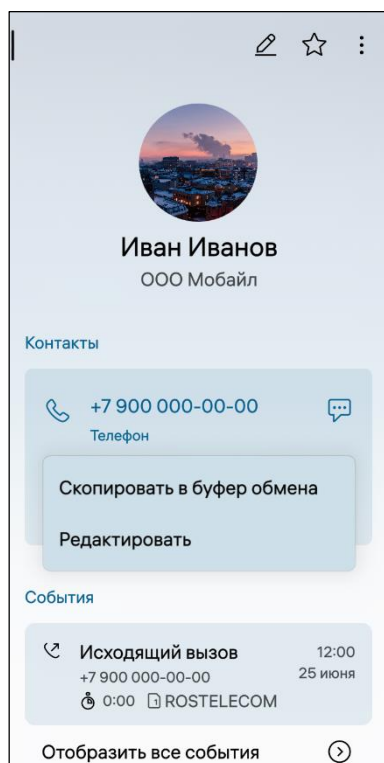 Иван Иванов
ООО Мобайл
Контакты
+7 900 000-00-00
Телефон
Скопировать в буфер обмена
Редактировать
События
Исходящий вызов 12:00
+7 900 000-00-00 25 июня
0:00 1 ROSTELECOM
Отобразить все события